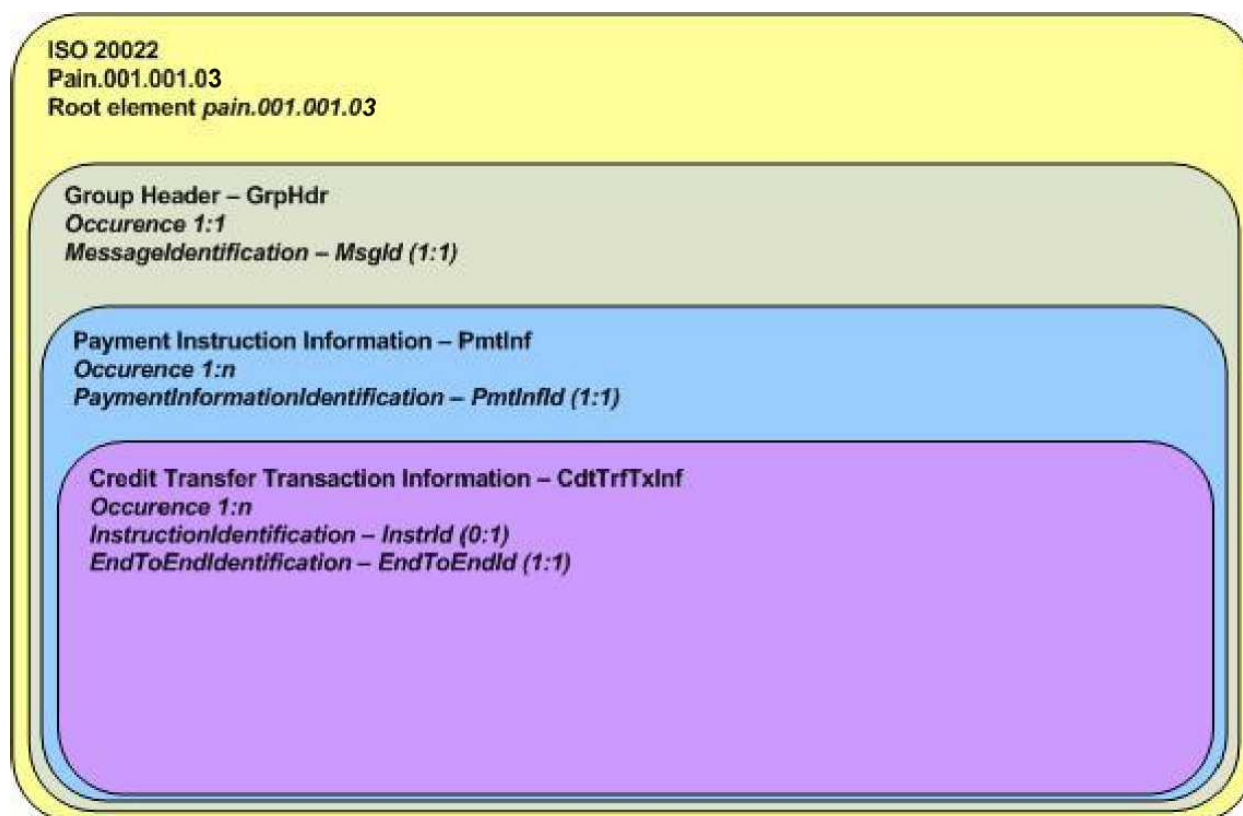 ISO 20022
Pain.001.001.03
Root element pain.001.001.03
Group Header – GrpHdr
Occurence 1:1
MessageIdentification – MsgId (1:1)
Payment Instruction Information – PmtInf
Occurence 1:n
PaymentInformationIdentification – PmtInfId (1:1)
Credit Transfer Transaction Information – CdtTrfTxInf
Occurence 1:n
InstructionIdentification – InstrId (0:1)
EndToEndIdentification – EndToEndId (1:1)